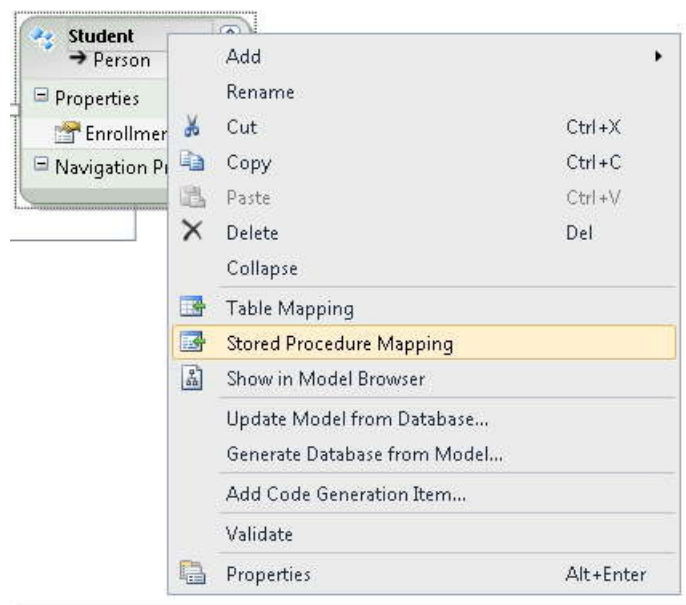 Student
Person
Properties
Navigation
Add
Rename
Cut Ctrl+X
Copy Ctrl+C
Paste Ctrl+V
Delete Del
Collapse
Table Mapping
Stored Procedure Mapping
Show in Model Browser
Update Model from Database...
Generate Database from Model...
Add Code Generation Item...
Validate
Properties Alt+Enter